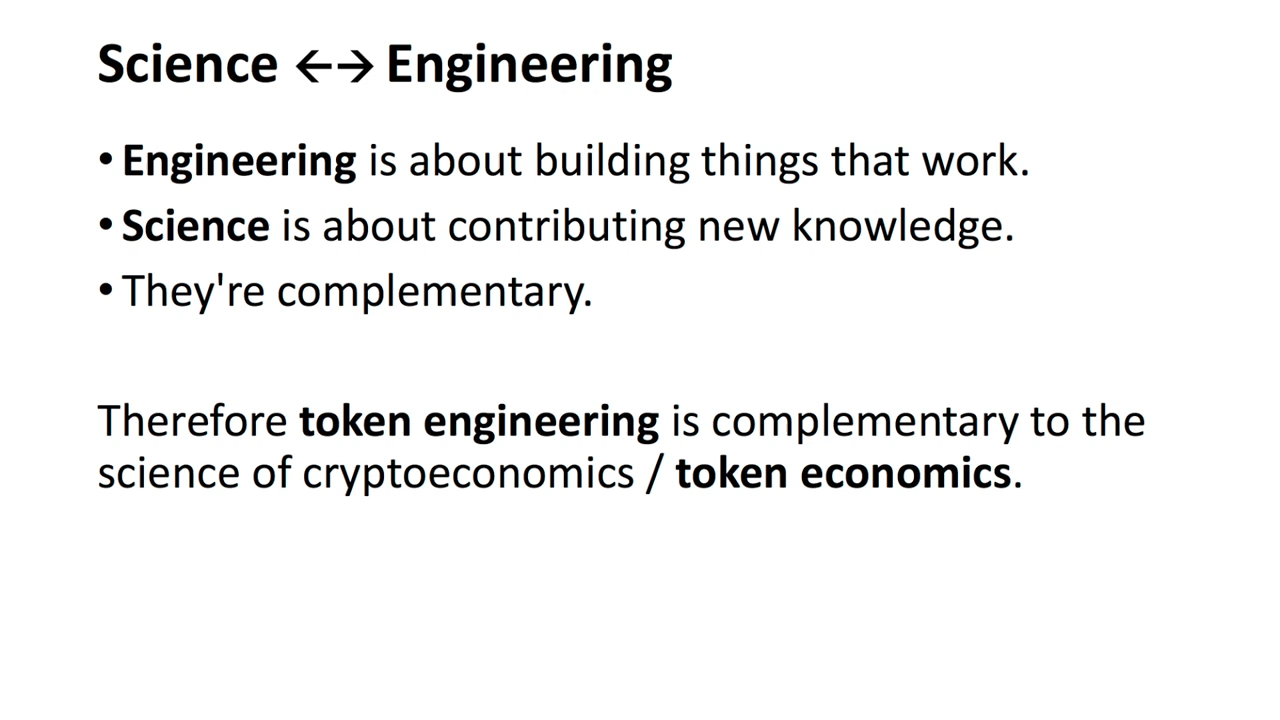 Science ←→ Engineering
• Engineering is about building things that work.
• Science is about contributing new knowledge.
• They're complementary.
Therefore token engineering is complementary to the
science of cryptoeconomics / token economics.